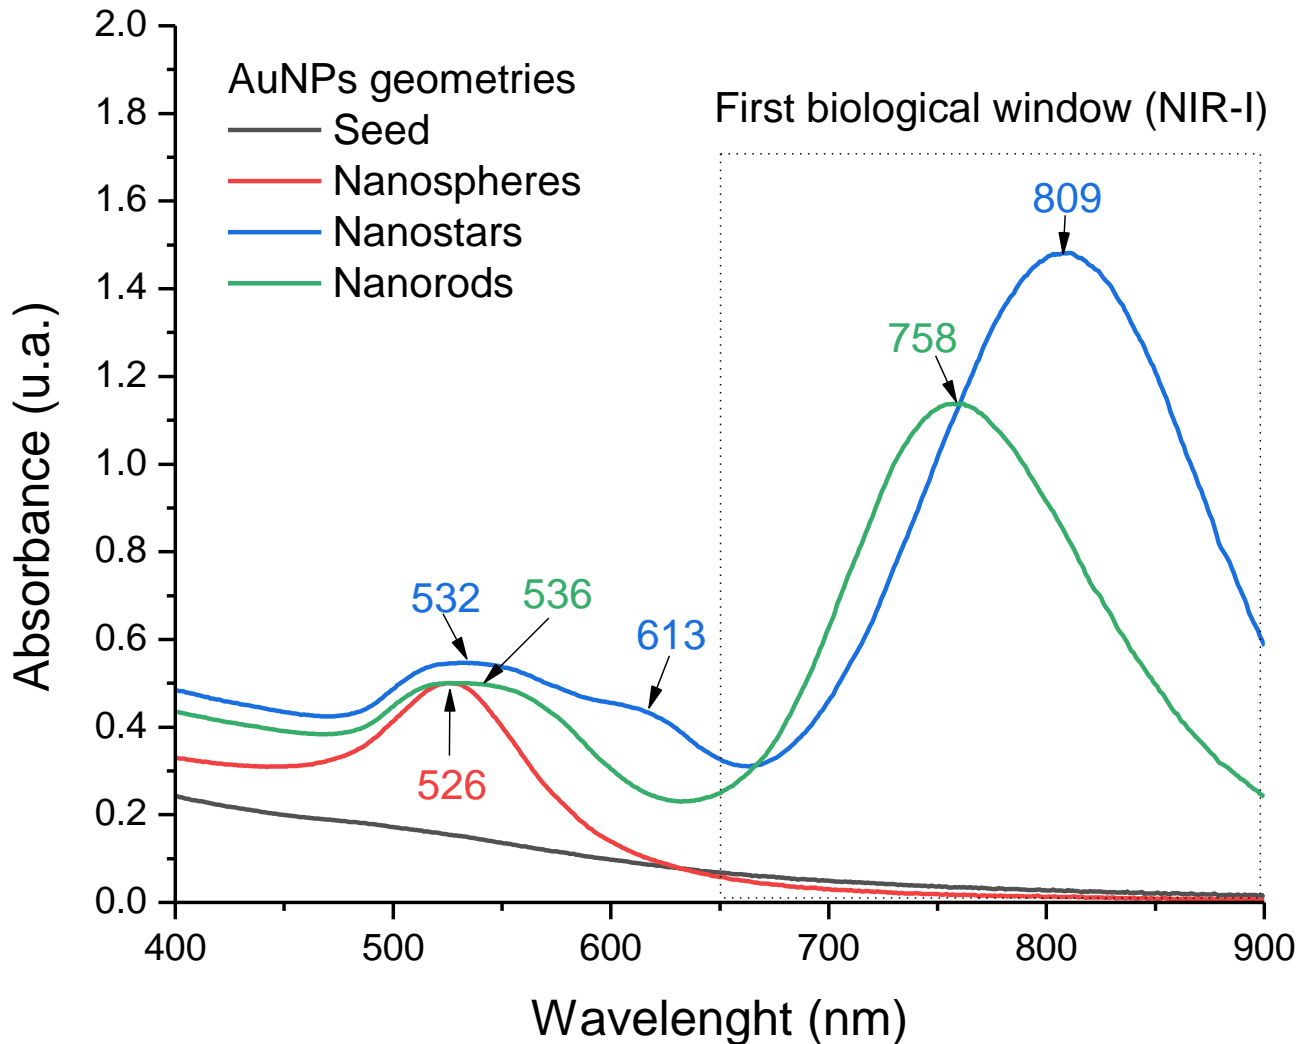 AuNPs geometries
Seed
Nanospheres
Nanostars
Nanorods
First biological window (NIR-I)
809
758
532
536
613
526
Absorbance (u.a.)
2.0
1.8
1.6
1.4
1.2
1.0
0.8
0.6
0.4
0.2
0.0
400
500
600
700
800
900
Wavelenght (nm)